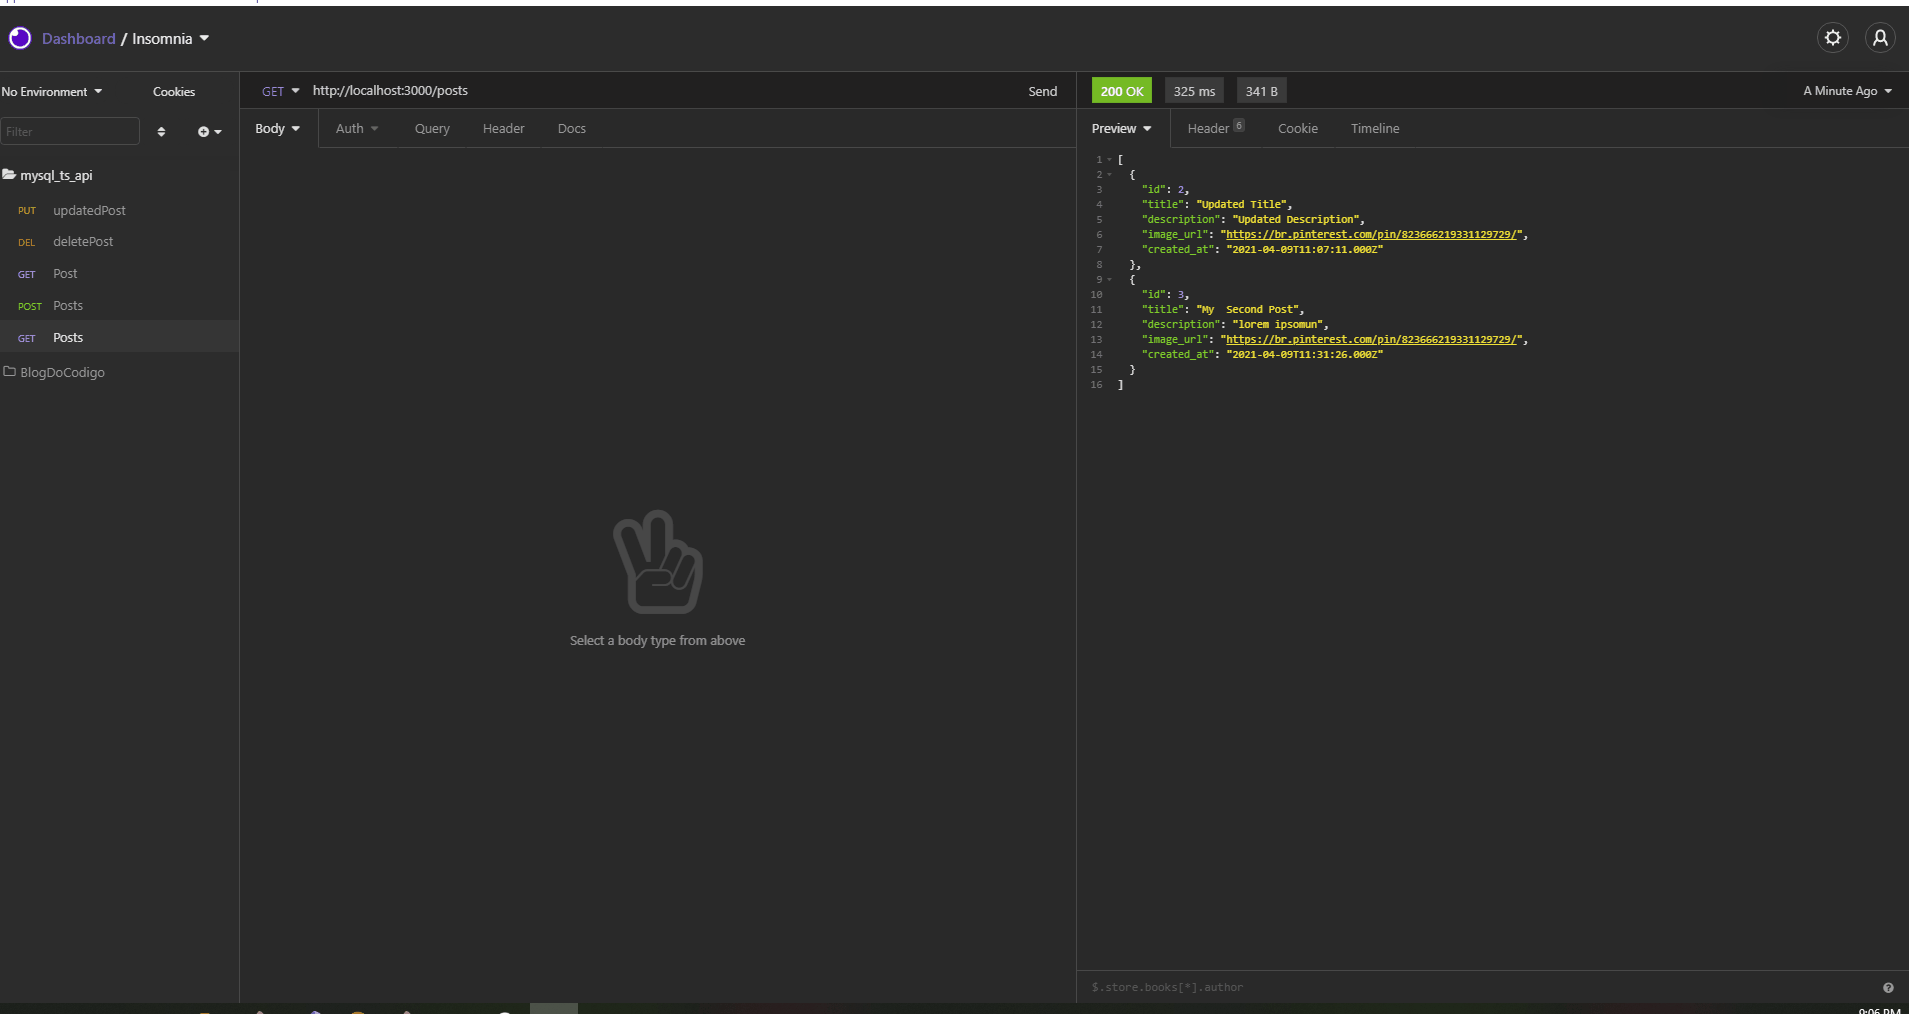 Dashboard / Insomnia
No Environment
Cookies
Filter
mysql_ts_api
PUT updatedPost
DEL deletePost
GET Post
POST Posts
GET Posts
BlogDoCodigo
GET http://localhost:3000/posts Send
Body Auth Query Header Docs
Select a body type from above
200 OK 325 ms 341 B A Minute Ago
Preview Header 6 Cookie Timeline
1 [
2 {
3 "id": 2,
4 "title": "Updated Title",
5 "description": "Updated Description",
6 "image_url": "https://br.pinterest.com/pin/823666219331129729/",
7 "created_at": "2021-04-09T11:07:11.000Z"
8 },
9 {
10 "id": 3,
11 "title": "My  Second Post",
12 "description": "lorem ipsomun",
13 "image_url": "https://br.pinterest.com/pin/823666219331129729/",
14 "created_at": "2021-04-09T11:31:26.000Z"
15 }
16 ]
$.store.books[*].author
9:06 PM